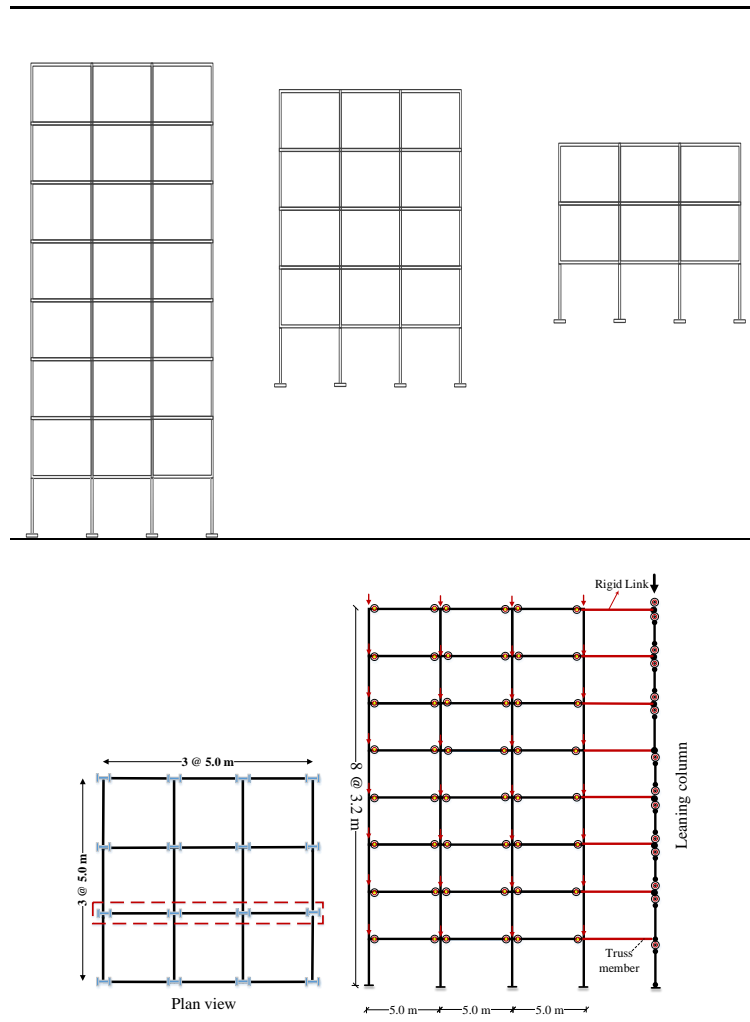 Rigid Link
3 @ 5.0 m
3 @ 5.0 m
8 @ 3.2 m
Leaning column
Truss
member
Plan view
5.0 m
5.0 m
5.0 m